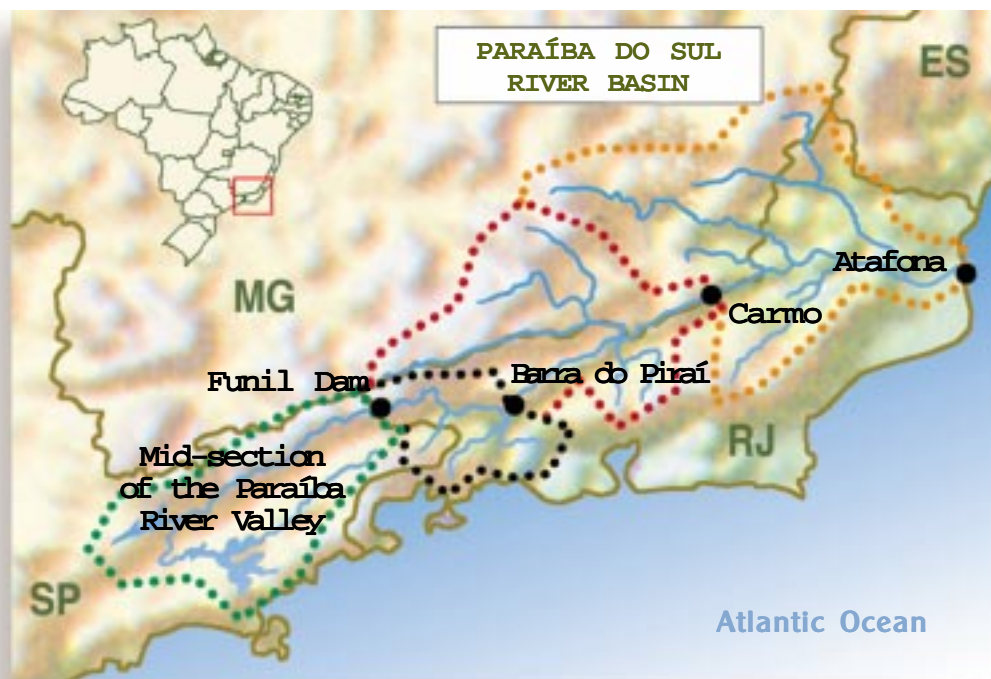 PARAÍBA DO SUL
RIVER BASIN
ES
MG
Atafona
Carmo
Funil Dam
Barra do Piraí
RJ
Mid-section
of the Paraíba
River Valley
SP
Atlantic Ocean